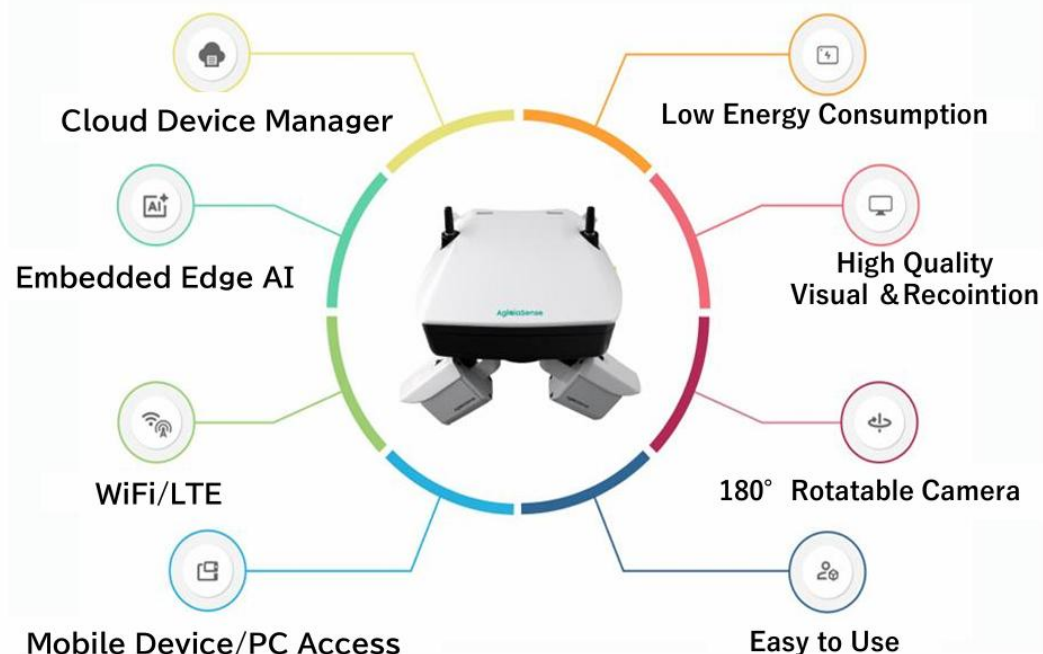 Cloud Device Manager
Low Energy Consumption
AI
Embedded Edge AI
High Quality
Visual &Recointion
WiFi/LTE
180° Rotatable Camera
Mobile Device/PC Access
Easy to Use